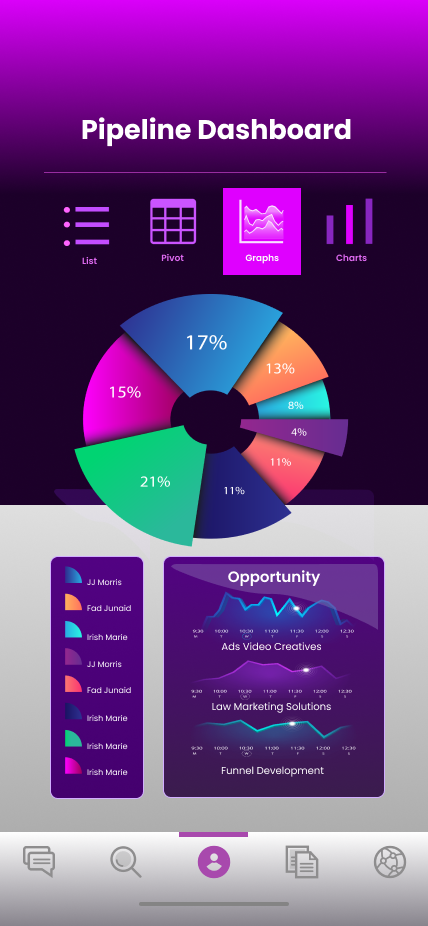 Pipeline Dashboard
List
Pivot
Graphs
Charts
17%
13%
8%
4%
11%
11%
21%
15%
JJ Morris
Fad Junaid
Irish Marie
JJ Morris
Fad Junaid
Irish Marie
Irish Marie
Irish Marie
Opportunity
9:30 10:00 10:30 11:00 11:30 12:00 12:30
M T W T F S S
Ads Video Creatives
9:30 10:00 10:30 11:00 11:30 12:00 12:30
M T W T F S S
Law Marketing Solutions
9:30 10:00 10:30 11:00 11:30 12:00 12:30
M T W T F S S
Funnel Development